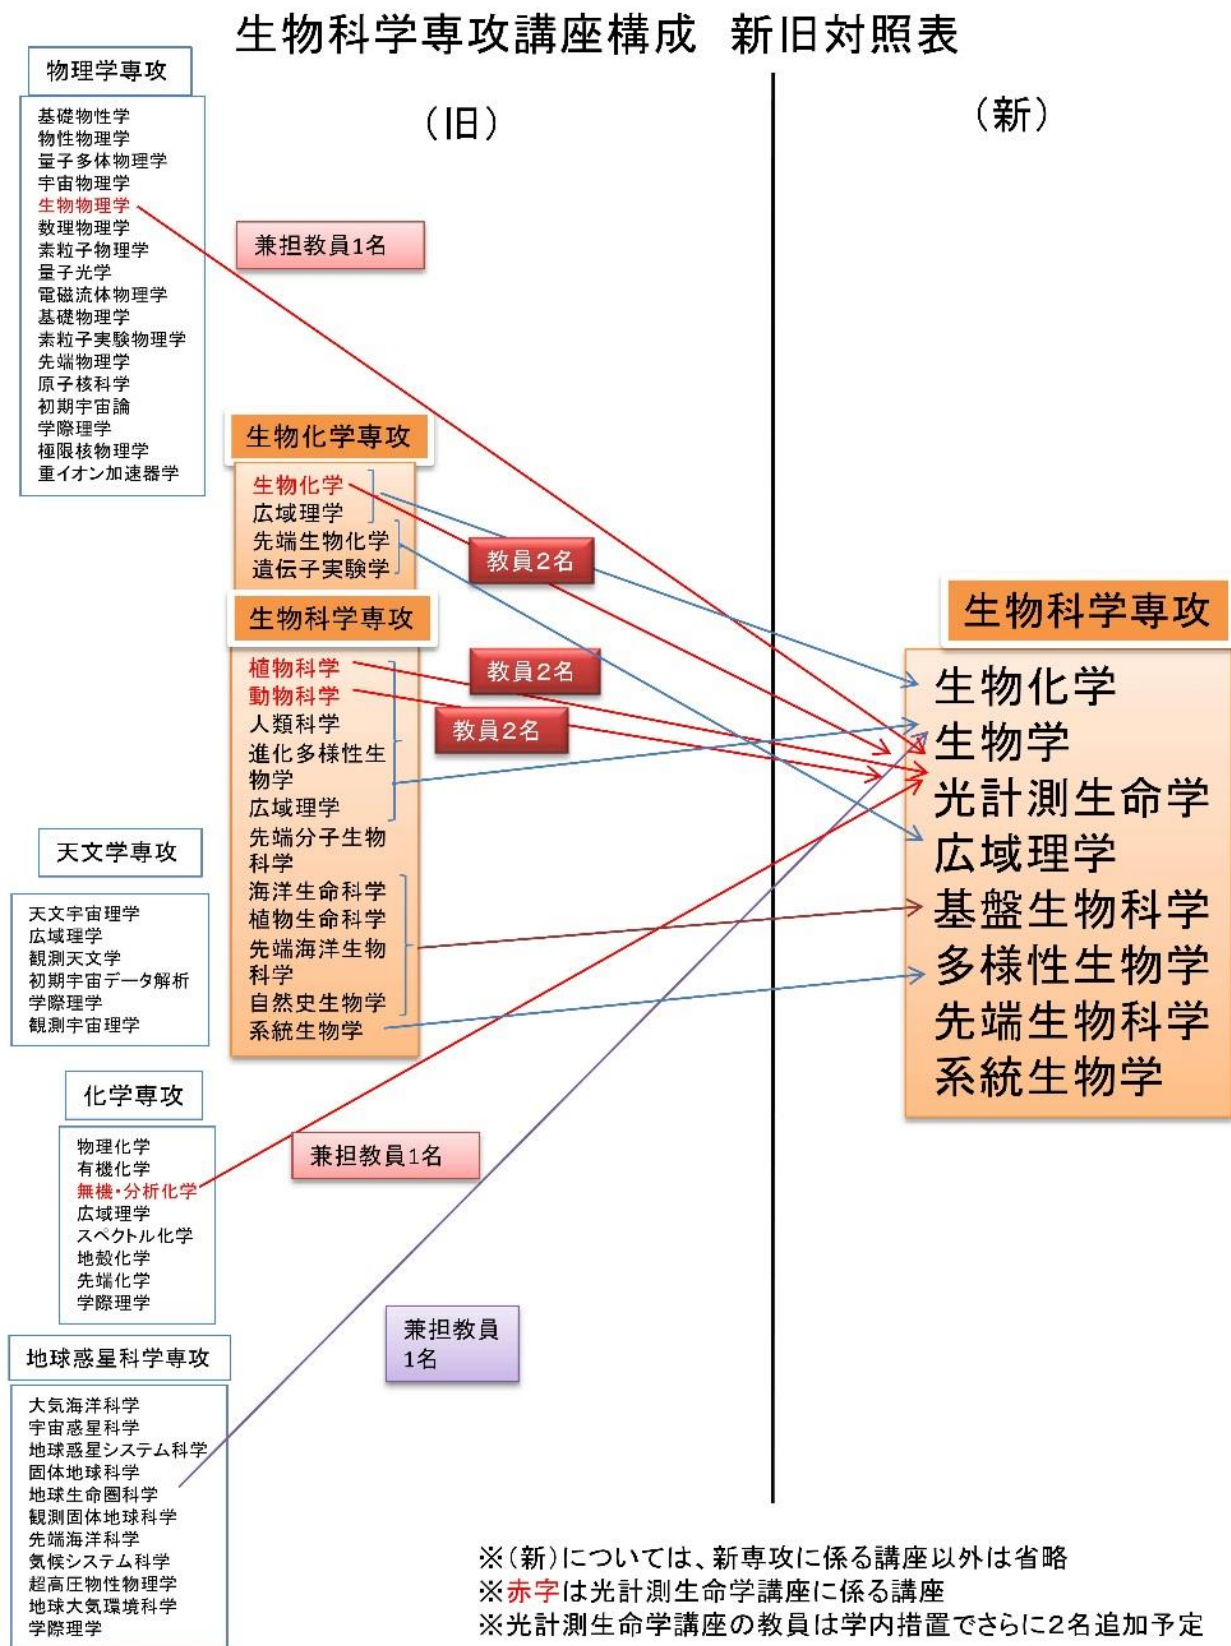 生物科学専攻講座構成 新旧対照表
(旧)
(新)
物理学専攻
基礎物性学
物性物理学
量子多体物理学
宇宙物理学
生物物理学
数理物理学
素粒子物理学
量子光学
電磁流体物理学
基礎物理学
素粒子実験物理学
先端物理学
原子核科学
初期宇宙論
学際理学
極限核物理学
重イオン加速器学
兼担教員1名
生物化学専攻
生物化学
広域理学
先端生物化学
遺伝子実験学
教員2名
生物科学専攻
植物科学
動物科学
人類科学
進化多様性生
物学
広域理学
先端分子生物
科学
海洋生命科学
植物生命科学
先端海洋生物
科学
自然史生物学
系統生物学
教員2名
教員2名
天文学専攻
天文宇宙理学
広域理学
観測天文学
初期宇宙データ解析
学際理学
観測宇宙理学
化学専攻
物理化学
有機化学
無機・分析化学
広域理学
スペクトル化学
地殻化学
先端化学
学際理学
兼担教員1名
地球惑星科学専攻
大気海洋科学
宇宙惑星科学
地球惑星システム科学
固体地球科学
地球生命圏科学
観測固体地球科学
先端海洋科学
気候システム科学
超高圧物性物理学
地球大気環境科学
学際理学
兼担教員
1名
生物科学専攻
生物化学
生物学
光計測生命学
広域理学
基盤生物科学
多様性生物学
先端生物科学
系統生物学
※(新)については、新専攻に係る講座以外は省略
※赤字は光計測生命学講座に係る講座
※光計測生命学講座の教員は学内措置でさらに2名追加予定